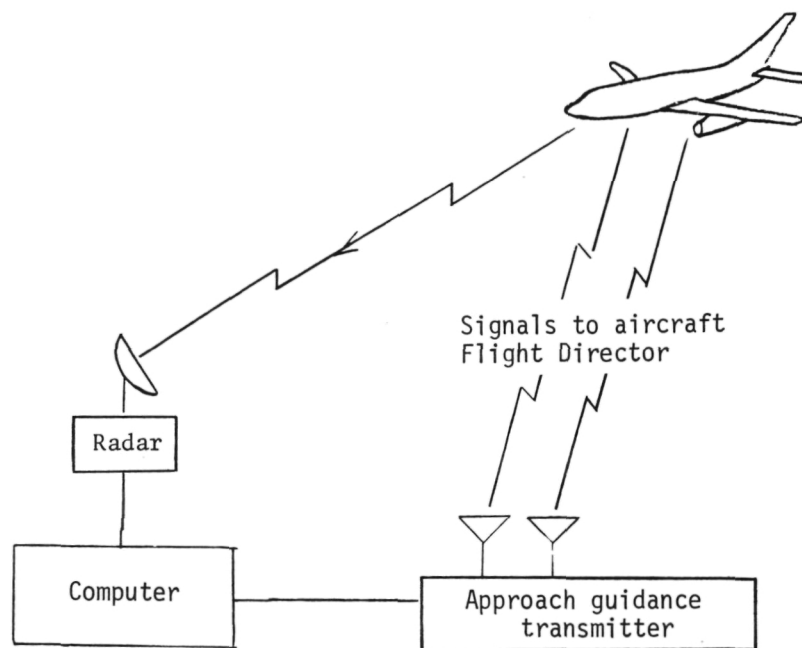 Signals to aircraft
Flight Director
Radar
Computer
Approach guidance
transmitter